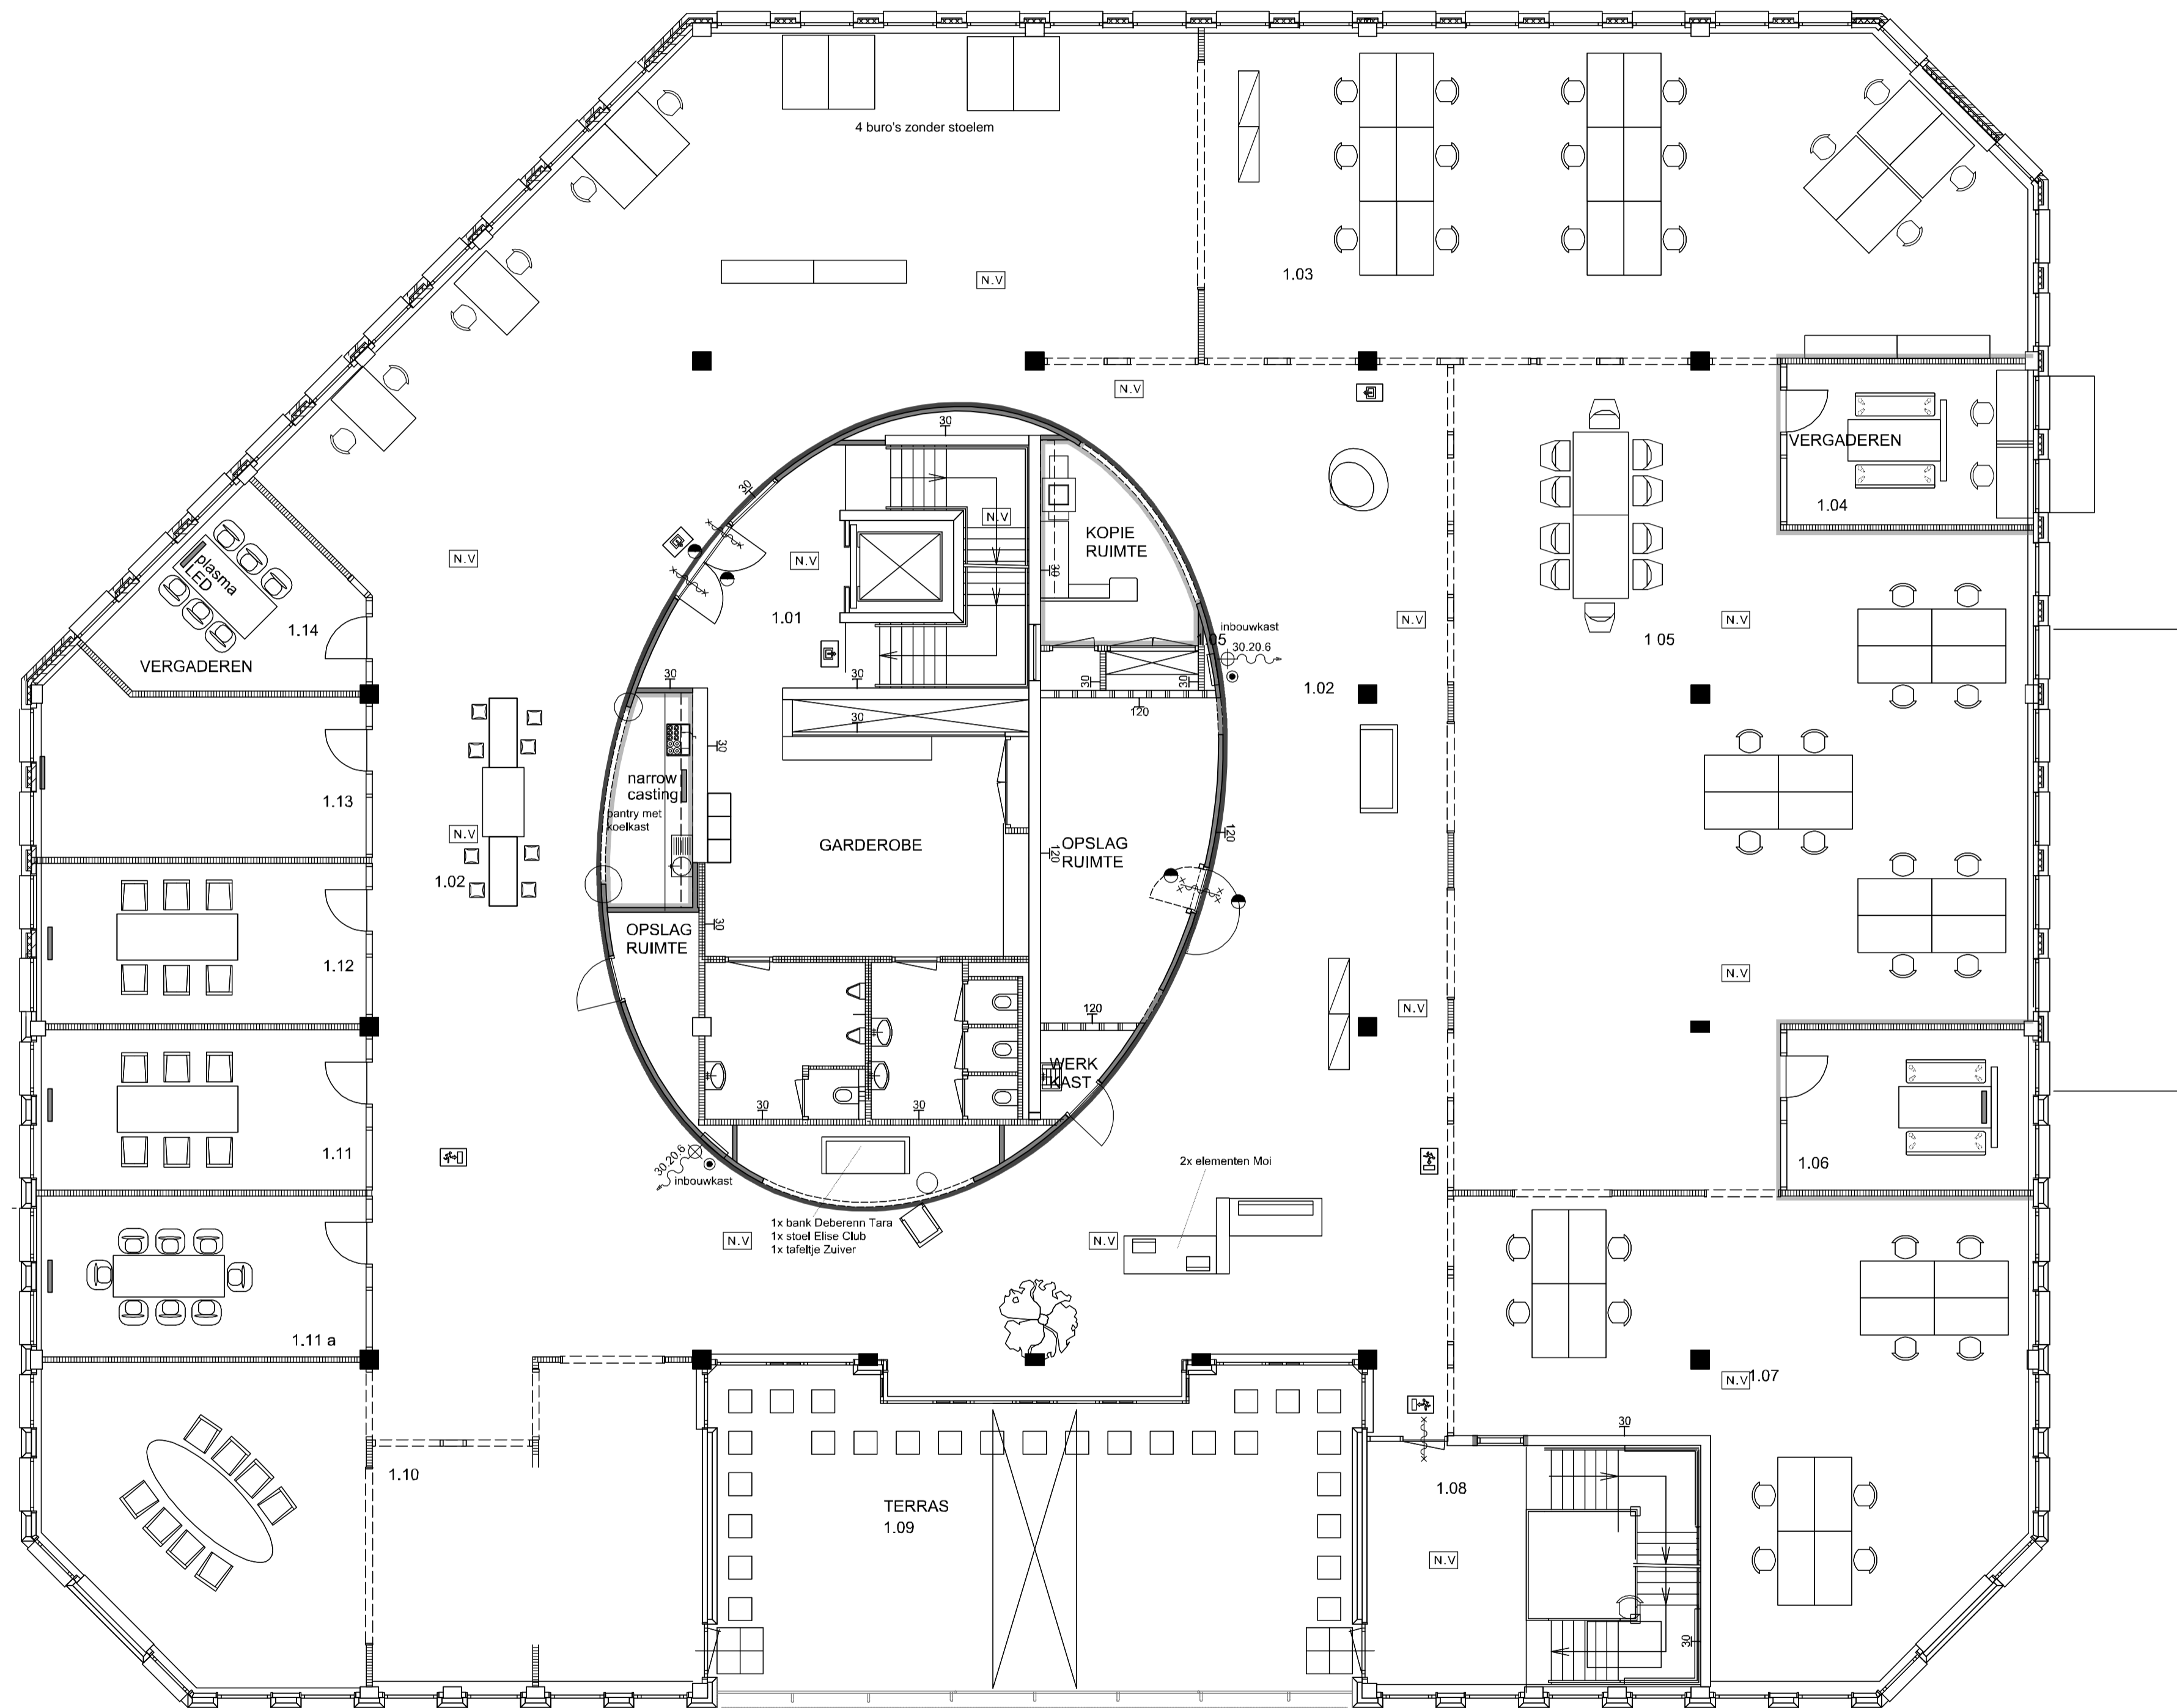 4 buro's zonder stoelem
N.V
1.03
N.V
30
VERGADEREN
1.04
30
N.V
KOPIE
RUIMTE
N.V
N.V
30
plasma
LED
1.14
1.01
N.V
N.V
1 05
inbouwkast
1.05
30.20.6
VERGADEREN
30
30
30
30
1.02
120
30
30
narrow
casting
1.13
pantry met
koelkast
N.V
GARDEROBE
OPSLAG
RUIMTE
120
120
1.02
30
OPSLAG
RUIMTE
1.12
N.V
N.V
120
WERK
KAST
30
30
1.11
30.20.6
inbouwkast
2x elementen Moi
1.06
1x bank Deberenn Tara
1x stoel Elise Club
1x tafeltje Zuiver
N.V
N.V
1.11 a
N.V
1.07
30
1.10
1.08
TERRAS
1.09
N.V
30